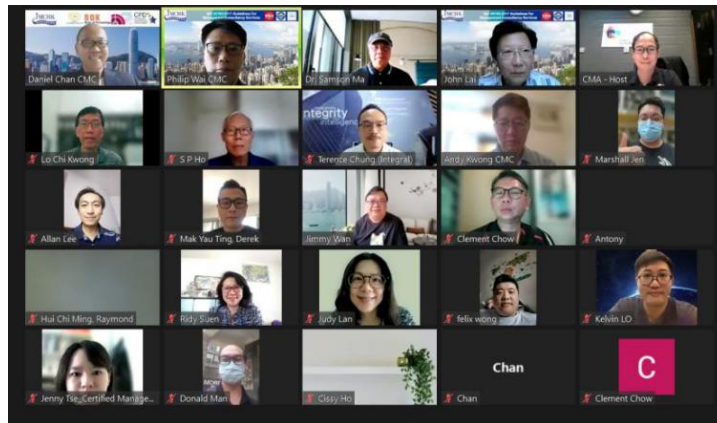 Daniel Chan CMC
Philip Wai CMC
Dr. Samson Ma
John Lai
CMA - Host
Lo Chi Kwong
S P Ho
ntegrity
Terence Chung (Integral)
Andy Kwong CMC
Marshall Jen
Allan Lee
Mak Yau Ting, Derek
Jimmy Wan
Clement Chow
Antony
Hui Chi Ming, Raymond
Ridy Suen
Judy Lan
felix wong
Kelvin LO
Jenny Tse_Certified Manage...
Donald Man
Cissy Ho
Chan
Chan
C
Clement Chow